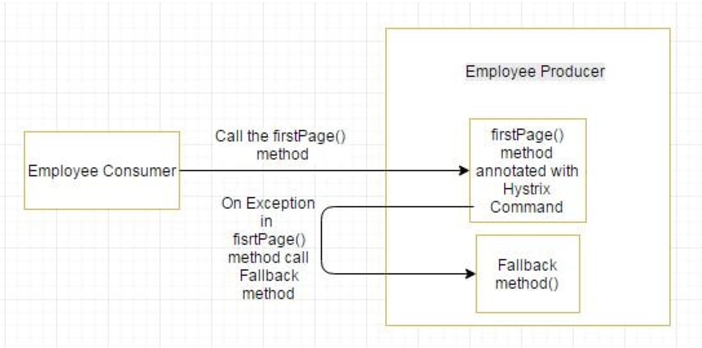 Employee Producer
Call the firstPage()
method
Employee Consumer
firstPage()
method
annotated with
Hystrix
Command
On Exception
in
fisrtPage()
method call
Fallback
method
Fallback
method()